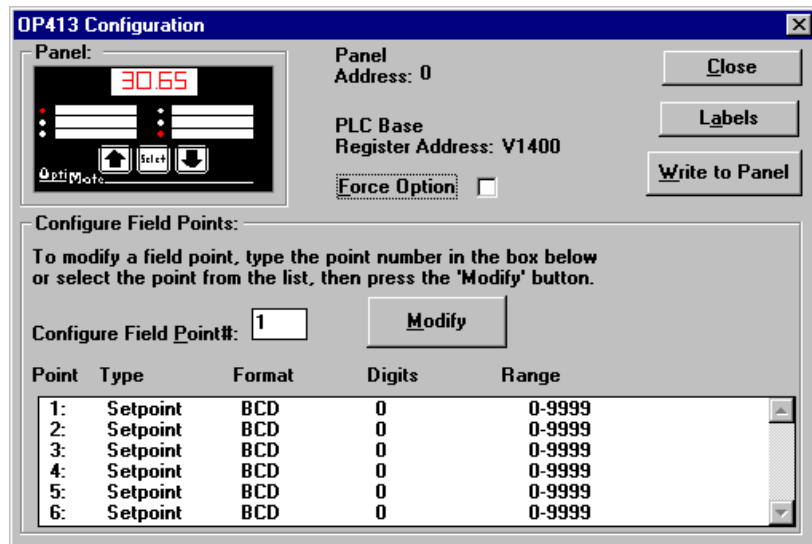 OP413 Configuration
Panel:
30.65
Select
OptiMate
Panel
Address: 0
PLC Base
Register Address: V1400
Force Option
Close
Labels
Write to Panel
Configure Field Points:
To modify a field point, type the point number in the box below
or select the point from the list, then press the 'Modify' button.
Configure Field Point#: 1
Modify
Point Type Format Digits Range
1: Setpoint BCD 0 0-9999
2: Setpoint BCD 0 0-9999
3: Setpoint BCD 0 0-9999
4: Setpoint BCD 0 0-9999
5: Setpoint BCD 0 0-9999
6: Setpoint BCD 0 0-9999